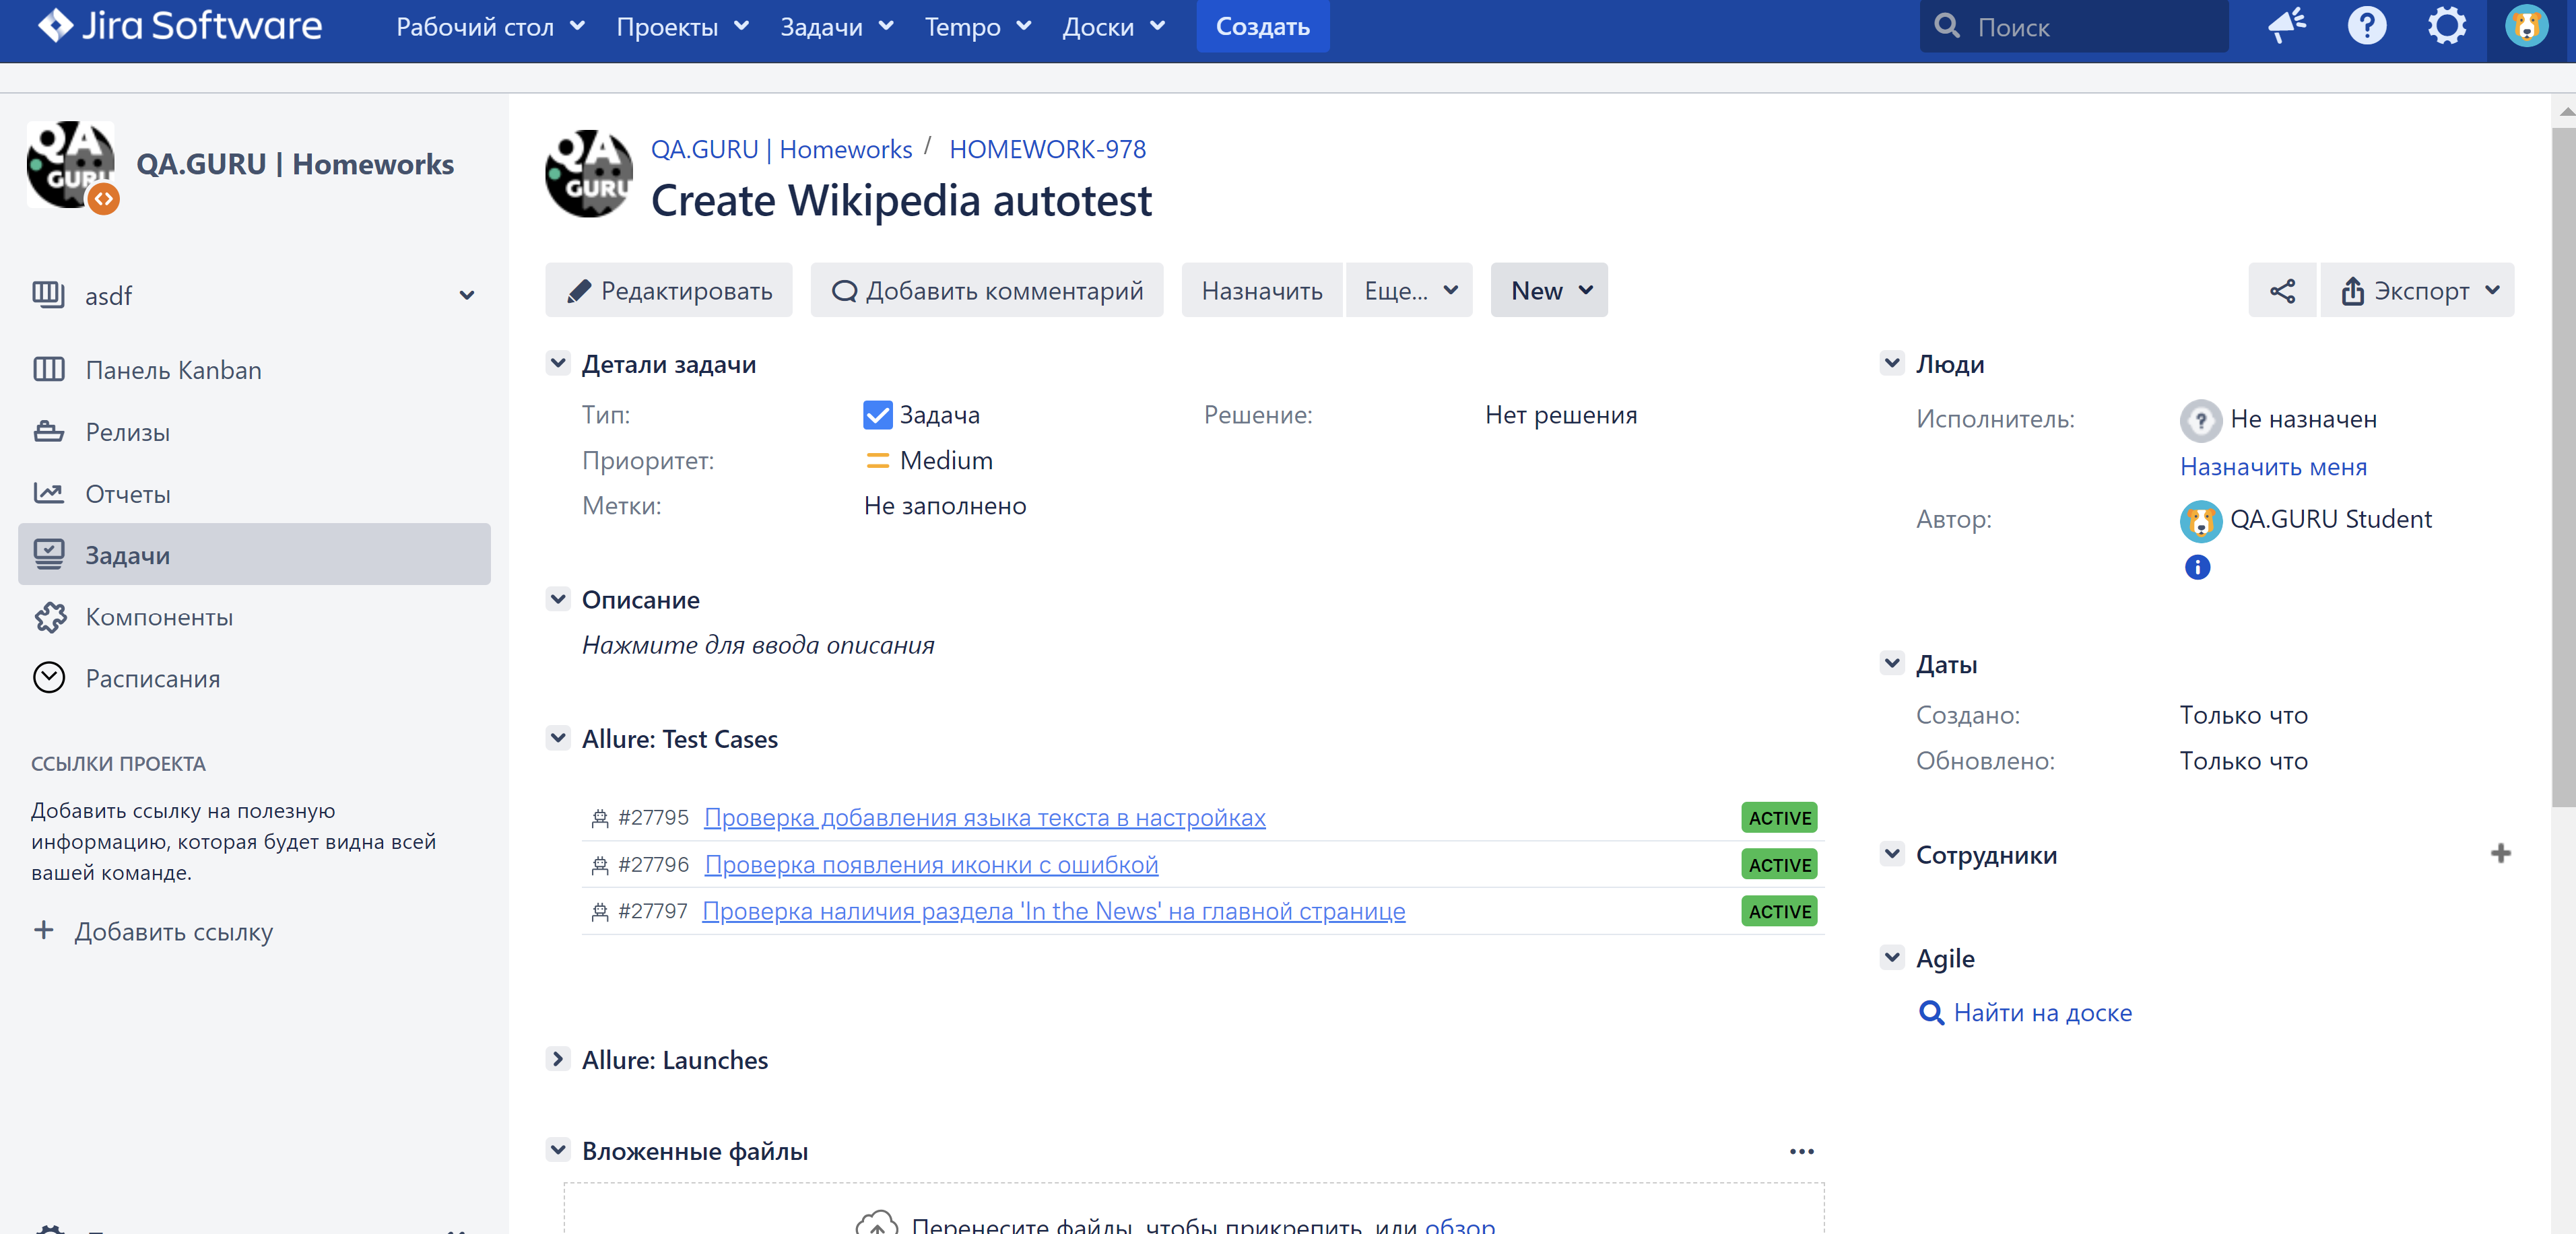 Jira Software
Рабочий стол
Проекты
Задачи
Tempo
Доски
Создать
Поиск
QA.GURU | Homeworks
asdf
Панель Kanban
Релизы
Отчеты
Задачи
Компоненты
Расписания
ССЫЛКИ ПРОЕКТА
Добавить ссылку на полезную
информацию, которая будет видна всей
вашей команде.
+ Добавить ссылку
QA
GURU
QA
GURU
QA.GURU | Homeworks / HOMEWORK-978
Create Wikipedia autotest
Редактировать
Добавить комментарий
Назначить
Еще...
New
Экспорт
Детали задачи
Тип: Задача
Решение: Нет решения
Приоритет: Medium
Метки: Не заполнено
Описание
Нажмите для ввода описания
Allure: Test Cases
#27795 Проверка добавления языка текста в настройках ACTIVE
#27796 Проверка появления иконки с ошибкой ACTIVE
#27797 Проверка наличия раздела 'In the News' на главной странице ACTIVE
Allure: Launches
Вложенные файлы
Перенесите файлы, чтобы прикрепить, или обзор
Люди
Исполнитель: Не назначен
Назначить меня
Автор: QA.GURU Student
Даты
Создано: Только что
Обновлено: Только что
Сотрудники
Agile
Найти на доске